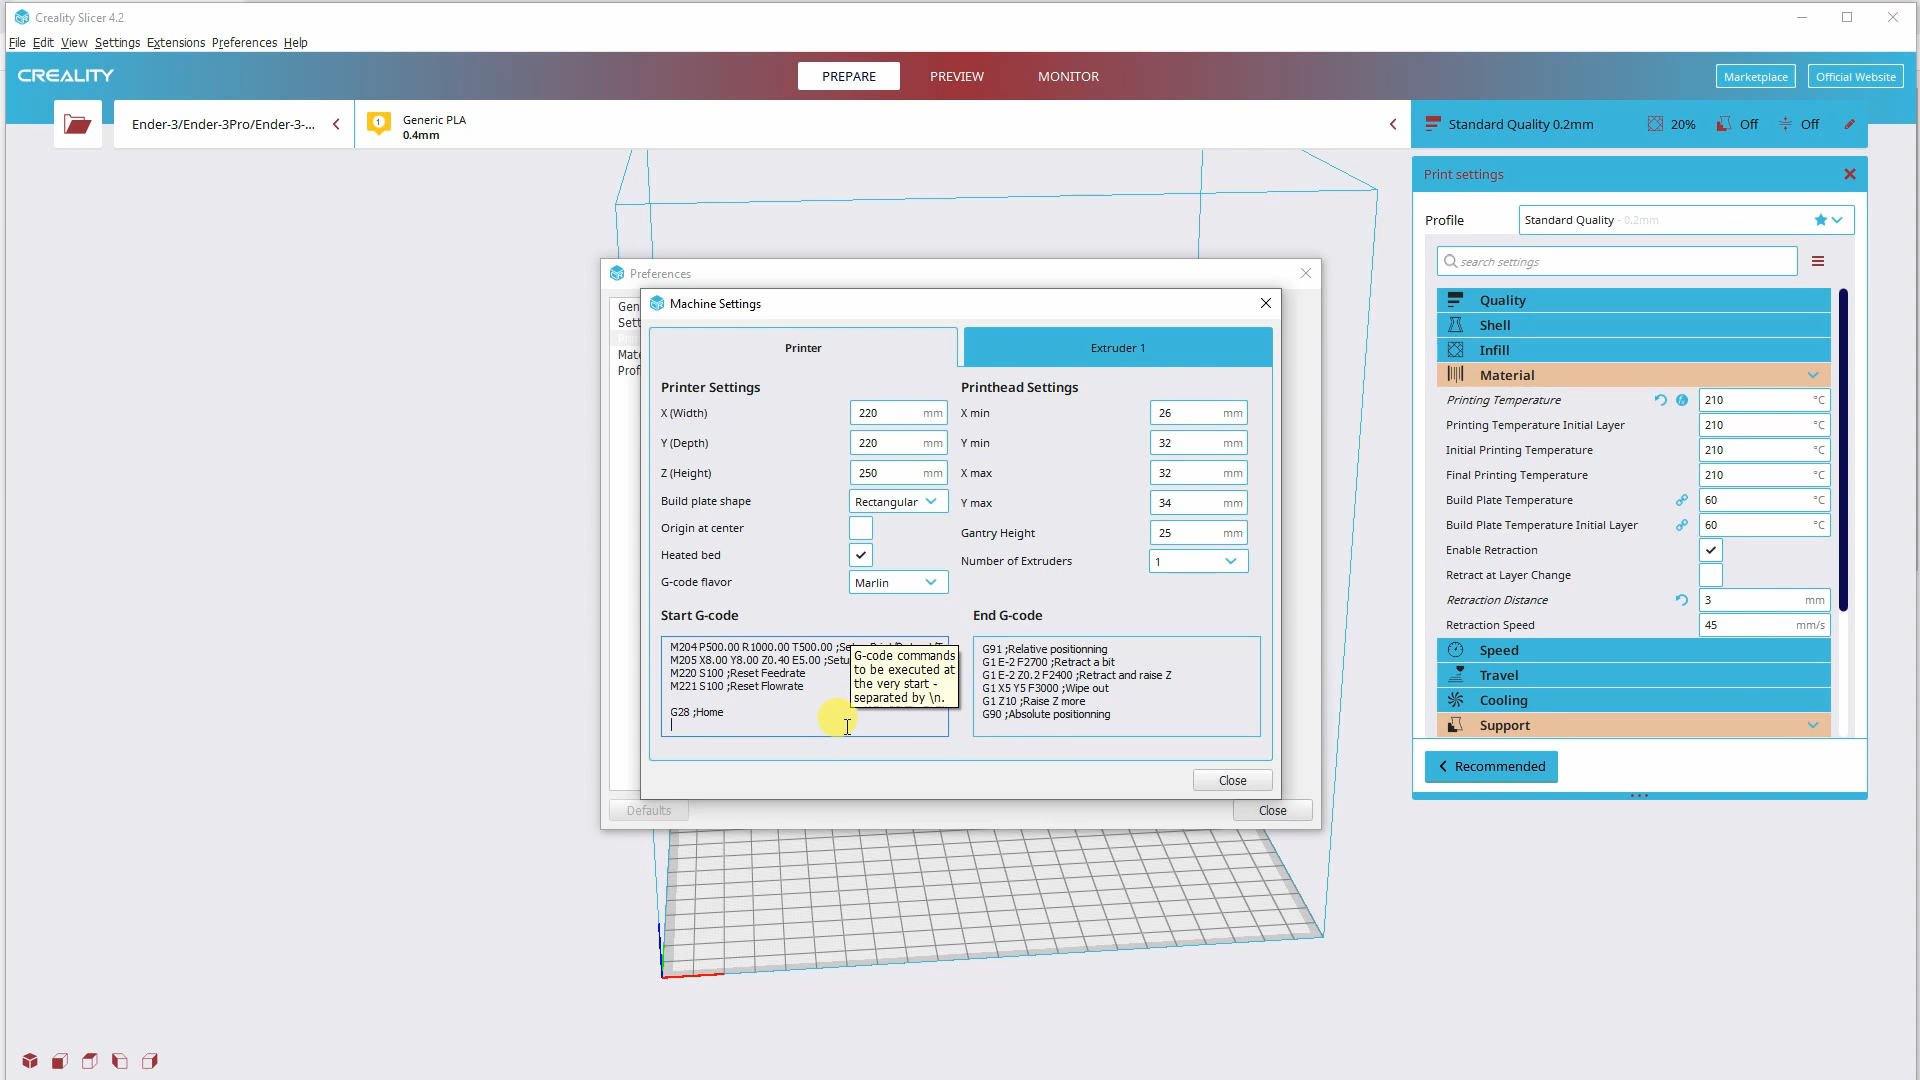 Creality Slicer 4.2
File Edit View Settings Extensions Preferences Help
CREALITY
PREPARE
PREVIEW
MONITOR
Marketplace
Official Website
Ender-3/Ender-3Pro/Ender-3-...
1
Generic PLA
0.4mm
Standard Quality 0.2mm
20%
Off
Off
Print settings
Profile
Standard Quality - 0.2mm
search settings
Quality
Shell
Infill
Material
Printing Temperature 210 °C
Printing Temperature Initial Layer 210 °C
Initial Printing Temperature 210 °C
Final Printing Temperature 210 °C
Build Plate Temperature 60 °C
Build Plate Temperature Initial Layer 60 °C
Enable Retraction
Retract at Layer Change
Retraction Distance 3 mm
Retraction Speed 45 mm/s
Speed
Travel
Cooling
Support
Recommended
Preferences
Gen
Sett
Mate
Prof
Defaults
Close
Machine Settings
Printer
Extruder 1
Printer Settings
X (Width) 220 mm
Y (Depth) 220 mm
Z (Height) 250 mm
Build plate shape Rectangular
Origin at center
Heated bed
G-code flavor Marlin
Printhead Settings
X min 26 mm
Y min 32 mm
X max 32 mm
Y max 34 mm
Gantry Height 25 mm
Number of Extruders 1
Start G-code
M204 P500.00 R1000.00 T500.00 ;Se
M205 X8.00 Y8.00 Z0.40 E5.00 ;Setu
M220 S100 ;Reset Feedrate
M221 S100 ;Reset Flowrate
G28 ;Home
G-code commands
to be executed at
the very start -
separated by \n.
End G-code
G91 ;Relative positionning
G1 E-2 F2700 ;Retract a bit
G1 E-2 Z0.2 F2400 ;Retract and raise Z
G1 X5 Y5 F3000 ;Wipe out
G1 Z10 ;Raise Z more
G90 ;Absolute positionning
Close